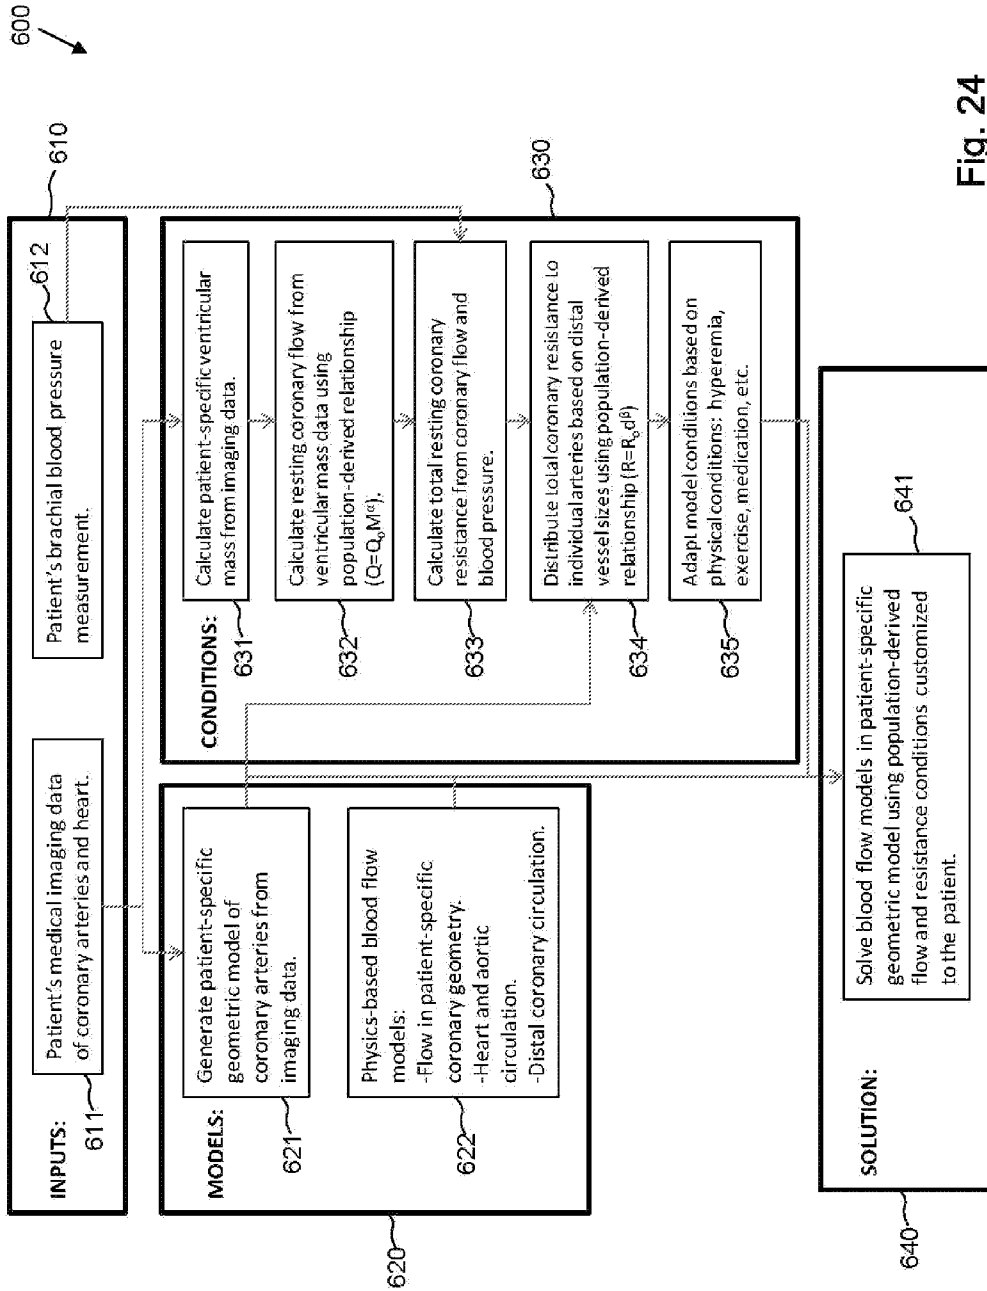 600
610
INPUTS:
611
Patient's medical imaging data
of coronary arteries and heart.
612
Patient's brachial blood pressure
measurement.
620
MODELS:
621
Generate patient-specific
geometric model of
coronary arteries from
imaging data.
622
Physics-based blood flow
models:
-Flow in patient-specific
coronary geometry.
-Heart and aortic
circulation.
-Distal coronary circulation.
630
CONDITIONS:
631
Calculate patient-specific ventricular
mass from imaging data.
632
Calculate resting coronary flow from
ventricular mass data using
population-derived relationship
(Q=QₒMᵅ).
633
Calculate total resting coronary
resistance from coronary flow and
blood pressure.
634
Distribute total coronary resistance to
individual arteries based on distal
vessel sizes using population-derived
relationship (R=Rₒdᵝ)
635
Adapt model conditions based on
physical conditions: hyperemia,
exercise, medication, etc.
640
SOLUTION:
641
Solve blood flow models in patient-specific
geometric model using population-derived
flow and resistance conditions customized
to the patient.
Fig. 24